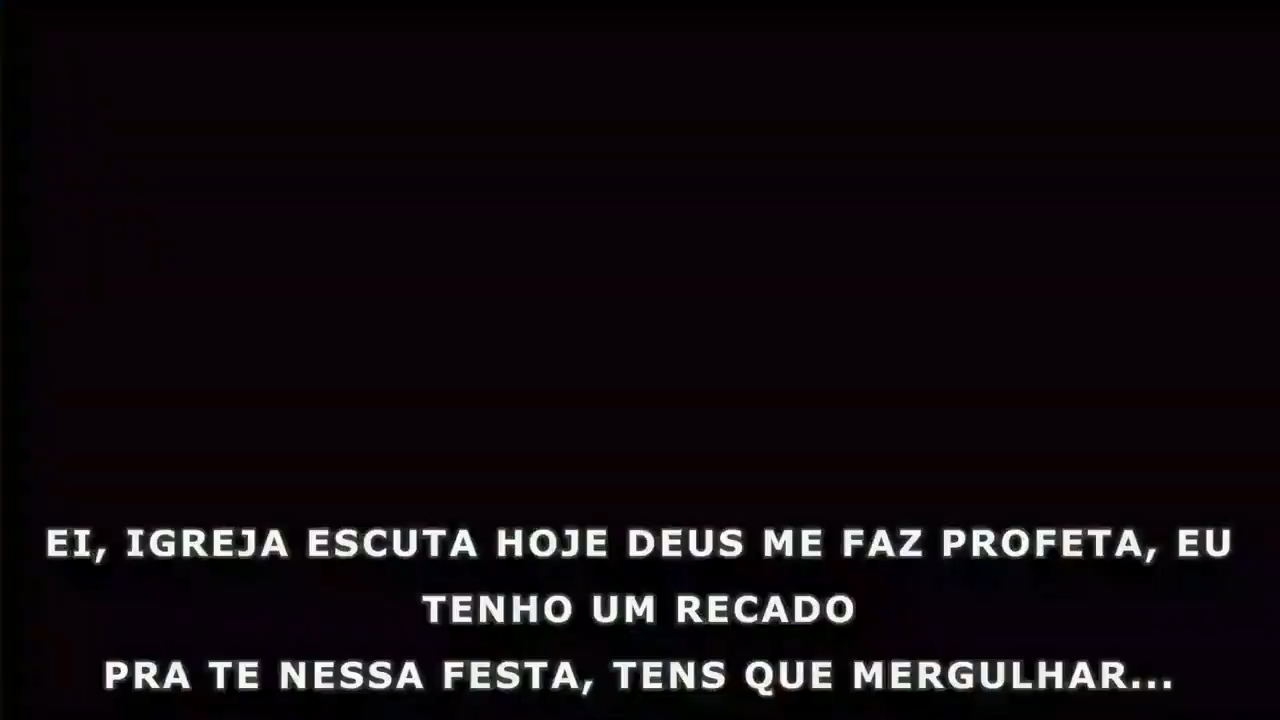 EI, IGREJA ESCUTA HOJE DEUS ME FAZ PROFETA, EU
TENHO UM RECADO
PRA TE NESSA FESTA, TENS QUE MERGULHAR...